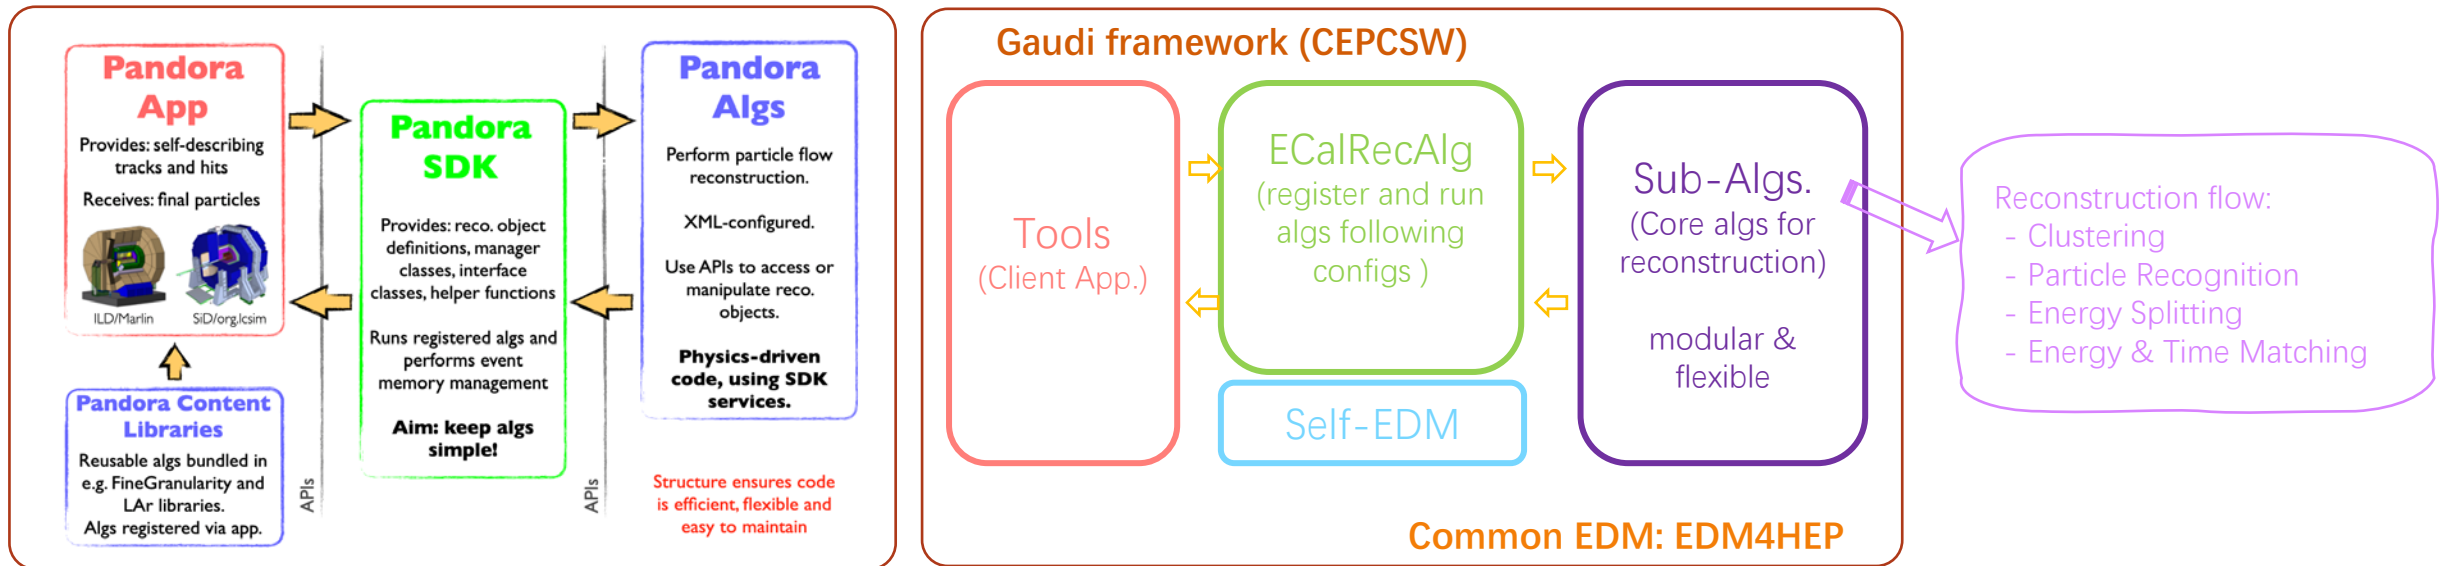 Pandora
App
Provides: self-describing
tracks and hits
Receives: final particles
ILD/Marlin
SiD/org.lcsim
Pandora Content
Libraries
Reusable algs bundled in
e.g. FineGranularity and
LAr libraries.
Algs registered via app.
APIs
Pandora
SDK
Provides: reco. object
definitions, manager
classes, interface
classes, helper functions
Runs registered algs and
performs event
memory management
Aim: keep algs
simple!
APIs
Pandora
Algs
Perform particle flow
reconstruction.
XML-configured.
Use APIs to access or
manipulate reco.
objects.
Physics-driven
code, using SDK
services.
Structure ensures code
is efficient, flexible and
easy to maintain
Gaudi framework (CEPCSW)
Tools
(Client App.)
ECalRecAlg
(register and run
algs following
configs )
Self-EDM
Sub-Algs.
(Core algs for
reconstruction)
modular &
flexible
Common EDM: EDM4HEP
Reconstruction flow:
- Clustering
- Particle Recognition
- Energy Splitting
- Energy & Time Matching